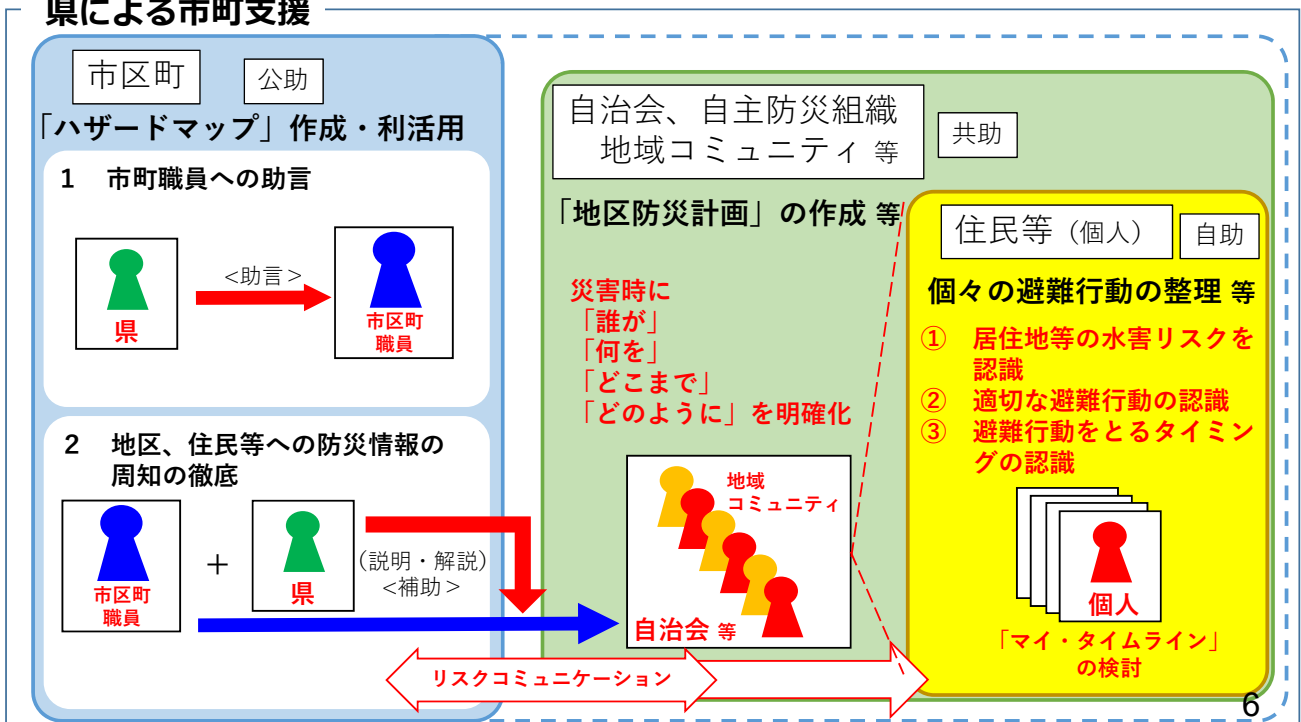 県による市町支援
市区町
公助
「ハザードマップ」作成・利活用
1 市町職員への助言
県
<助言>
市区町
職員
2 地区、住民等への防災情報の
周知の徹底
市区町
職員
+
県
(説明・解説)
<補助>
自治会、自主防災組織
地域コミュニティ 等
共助
「地区防災計画」の作成 等
災害時に
「誰が」
「何を」
「どこまで」
「どのように」を明確化
地域
コミュニティ
自治会 等
リスクコミュニケーション
住民等(個人)
自助
個々の避難行動の整理 等
① 居住地等の水害リスクを
認識
② 適切な避難行動の認識
③ 避難行動をとるタイミン
グの認識
個人
「マイ・タイムライン」
の検討
6